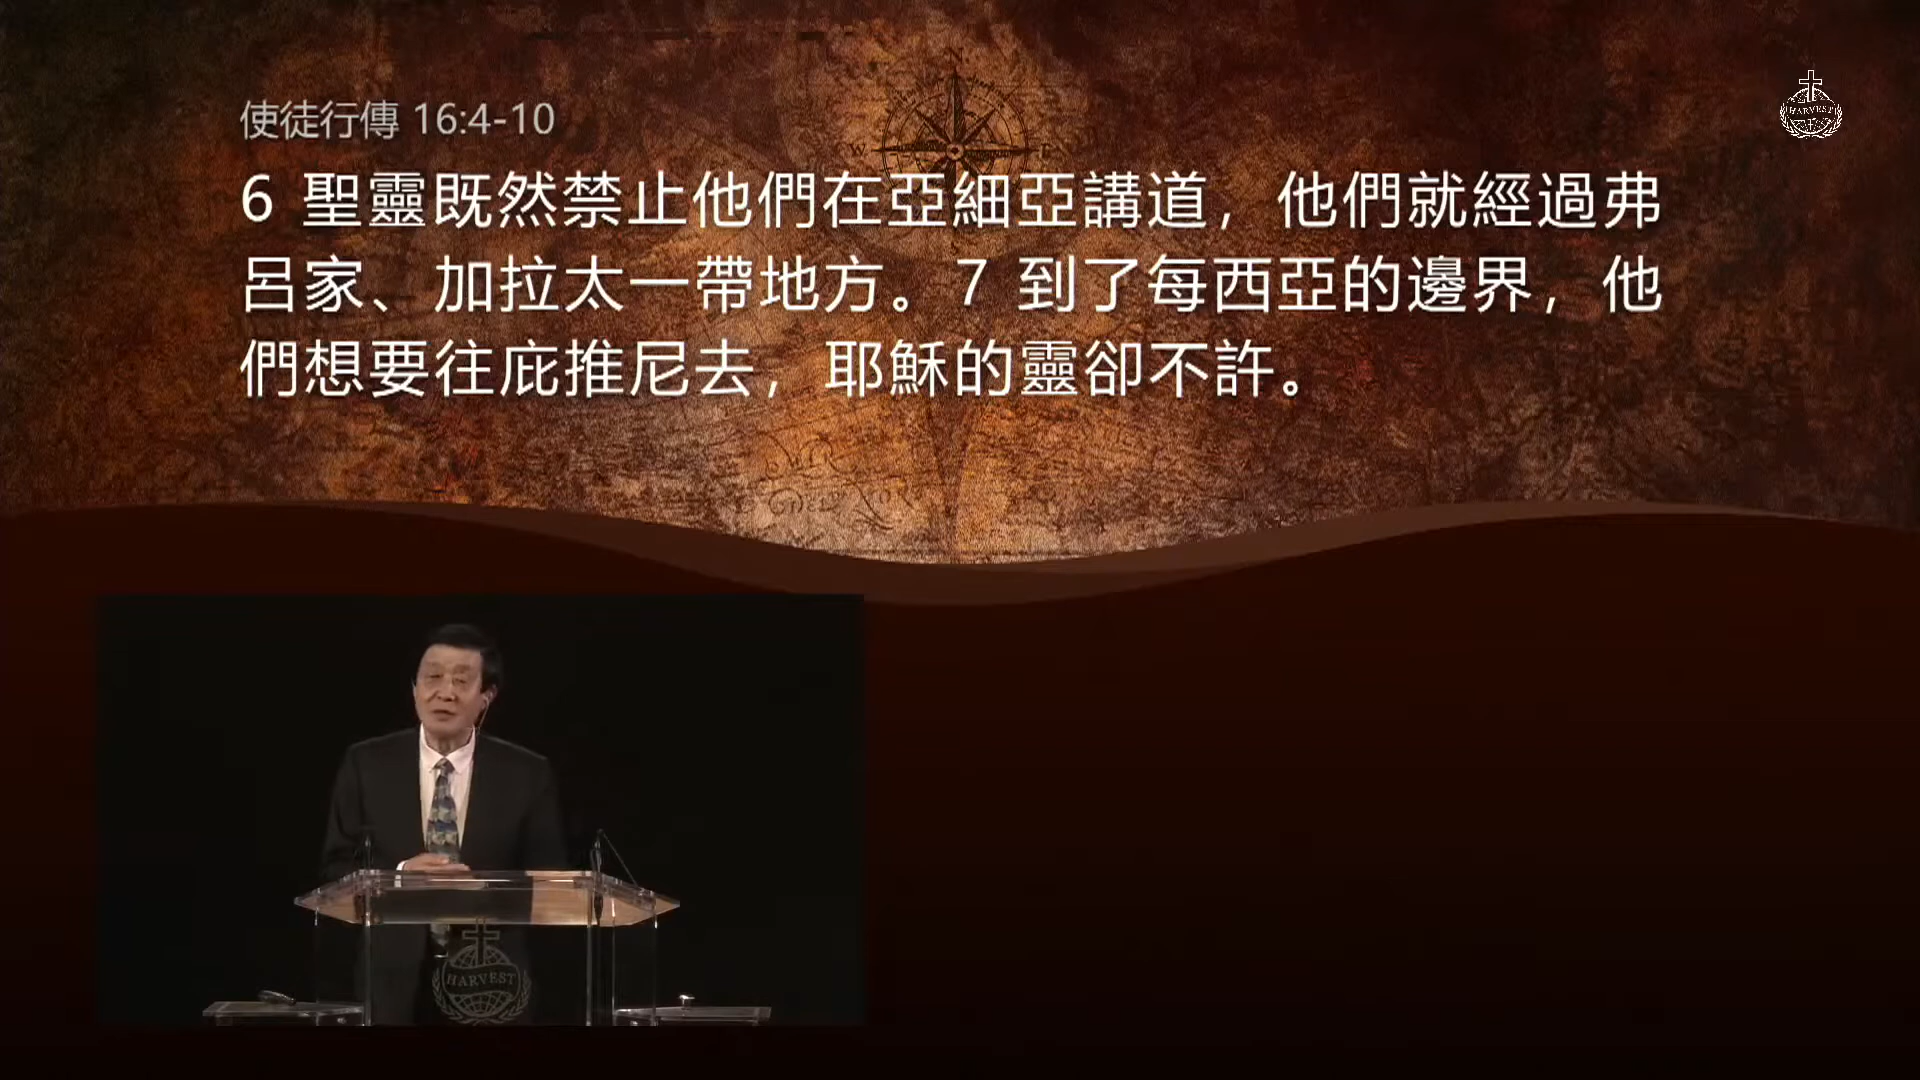 使徒行傳 16:4-10
6 聖靈既然禁止他們在亞細亞講道，他們就經過弗
呂家、加拉太一帶地方。7 到了每西亞的邊界，他
們想要往庇推尼去，耶穌的靈卻不許。
W
E
HARVEST
HARVEST